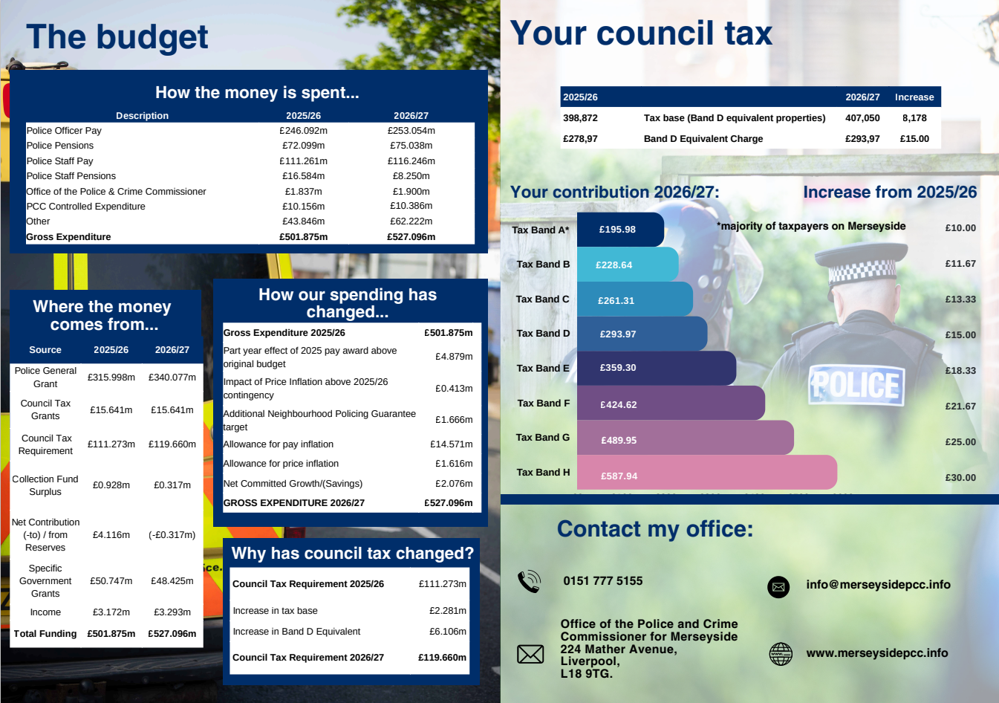 The budget
How the money is spent...
Description 2025/26 2026/27
Police Officer Pay £246.092m £253.054m
Police Pensions £72.099m £75.038m
Police Staff Pay £111.261m £116.246m
Police Staff Pensions £16.584m £8.250m
Office of the Police & Crime Commissioner £1.837m £1.900m
PCC Controlled Expenditure £10.156m £10.386m
Other £43.846m £62.222m
Gross Expenditure £501.875m £527.096m
Where the money
comes from...
Source 2025/26 2026/27
Police General
Grant £315.998m £340.077m
Council Tax
Grants £15.641m £15.641m
Council Tax
Requirement £111.273m £119.660m
Collection Fund
Surplus £0.928m £0.317m
Net Contribution
(-to) / from £4.116m (-£0.317m)
Reserves
Specific
Government £50.747m £48.425m
Grants
Income £3.172m £3.293m
Total Funding £501.875m £527.096m
How our spending has
changed...
Gross Expenditure 2025/26 £501.875m
Part year effect of 2025 pay award above
original budget £4.879m
Impact of Price Inflation above 2025/26
contingency £0.413m
Additional Neighbourhood Policing Guarantee
target £1.666m
Allowance for pay inflation £14.571m
Allowance for price inflation £1.616m
Net Committed Growth/(Savings) £2.076m
GROSS EXPENDITURE 2026/27 £527.096m
Why has council tax changed?
Council Tax Requirement 2025/26 £111.273m
Increase in tax base £2.281m
Increase in Band D Equivalent £6.106m
Council Tax Requirement 2026/27 £119.660m
Your council tax
2025/26 2026/27 Increase
398,872 Tax base (Band D equivalent properties) 407,050 8,178
£278,97 Band D Equivalent Charge £293,97 £15.00
Your contribution 2026/27: Increase from 2025/26
Tax Band A* £195.98 *majority of taxpayers on Merseyside £10.00
Tax Band B £228.64 £11.67
Tax Band C £261.31 £13.33
Tax Band D £293.97 £15.00
Tax Band E £359.30 £18.33
Tax Band F £424.62 £21.67
Tax Band G £489.95 £25.00
Tax Band H £587.94 £30.00
POLICE
Contact my office:
0151 777 5155
info@merseysidepcc.info
Office of the Police and Crime
Commissioner for Merseyside
224 Mather Avenue,
Liverpool,
L18 9TG.
www.merseysidepcc.info